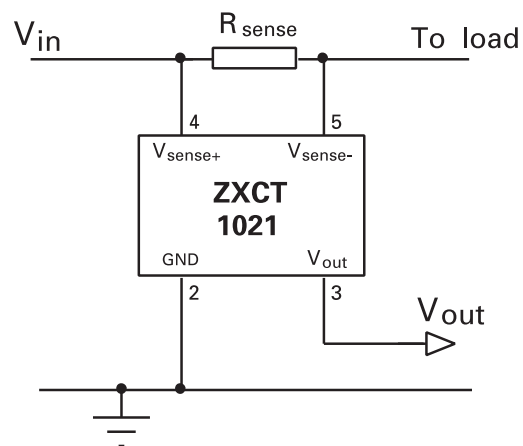 Vin
Rsense
To load
4
5
Vsense+
Vsense-
ZXCT
1021
GND
Vout
2
3
Vout